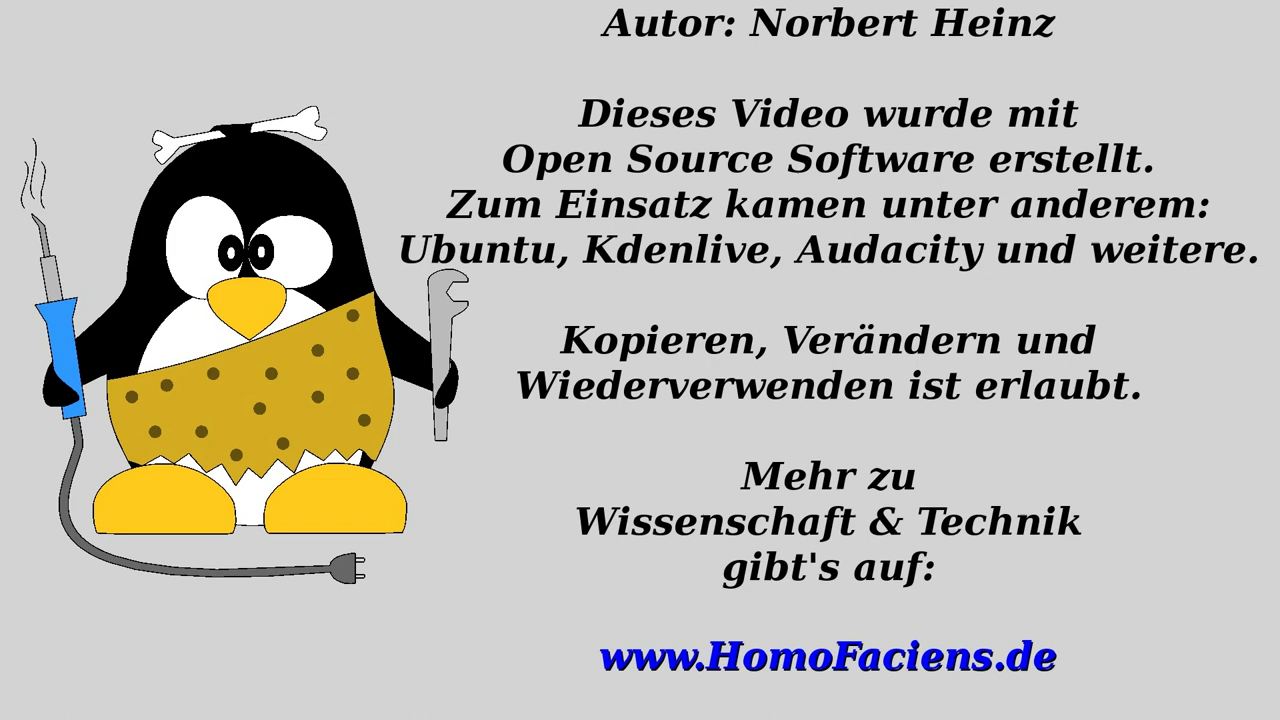 Autor: Norbert Heinz
Dieses Video wurde mit
Open Source Software erstellt.
Zum Einsatz kamen unter anderem:
Ubuntu, Kdenlive, Audacity und weitere.
Kopieren, Verändern und
Wiederverwenden ist erlaubt.
Mehr zu
Wissenschaft & Technik
gibt's auf:
www.HomoFaciens.de